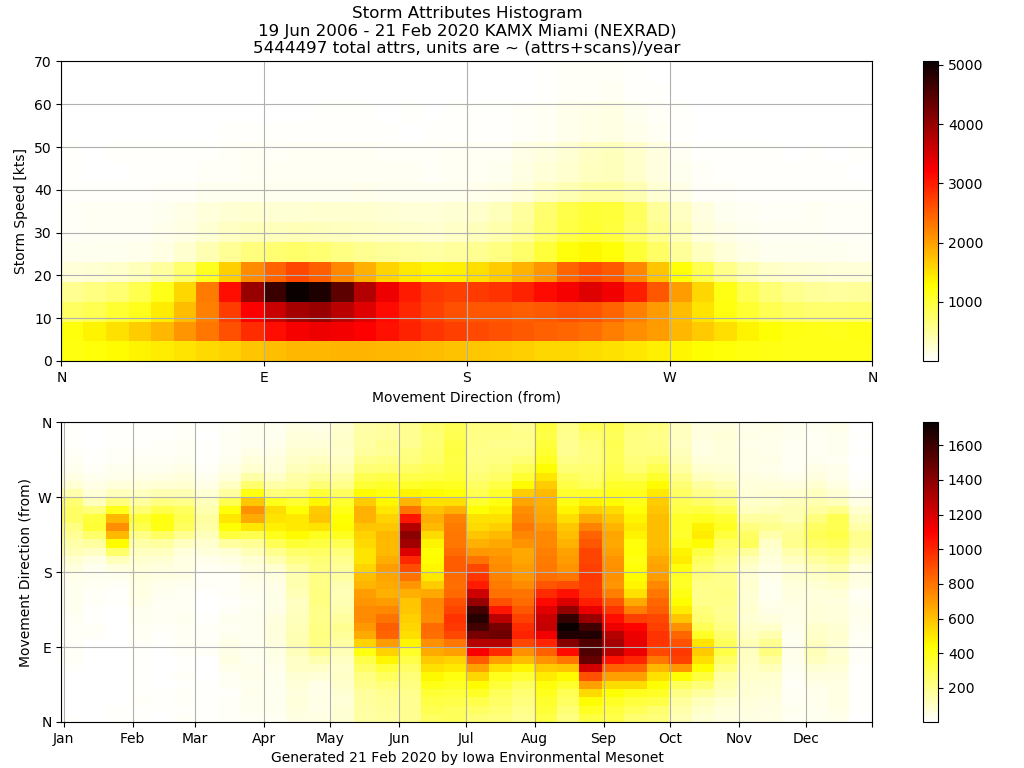 Storm Attributes Histogram
19 Jun 2006 - 21 Feb 2020 KAMX Miami (NEXRAD)
5444497 total attrs, units are ~ (attrs+scans)/year
70
60
50
40
30
20
10
0
Storm Speed [kts]
N E S W N
Movement Direction (from)
5000
4000
3000
2000
1000
N
W
S
E
N
Movement Direction (from)
Jan Feb Mar Apr May Jun Jul Aug Sep Oct Nov Dec
Generated 21 Feb 2020 by Iowa Environmental Mesonet
1600
1400
1200
1000
800
600
400
200